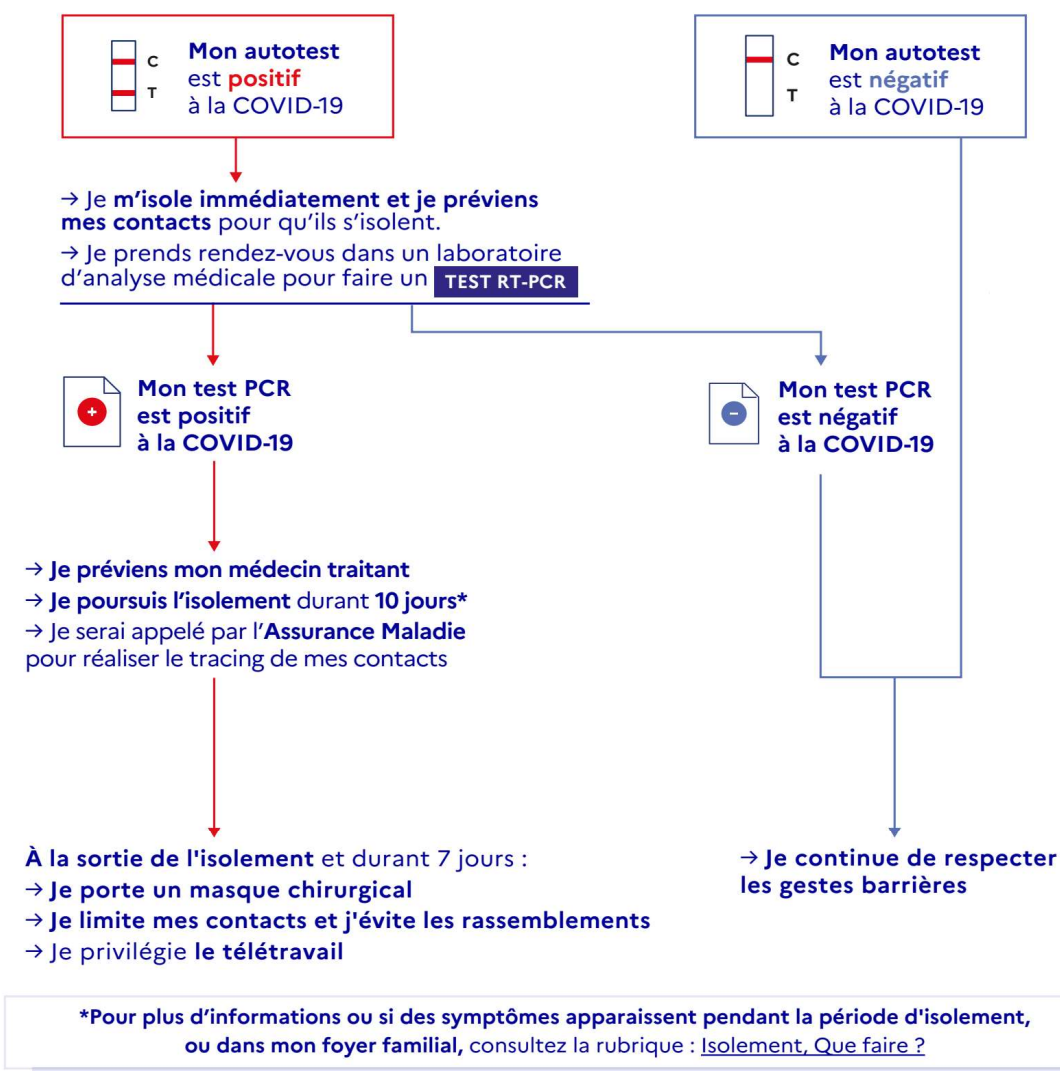 C
T
Mon autotest
est positif
à la COVID-19
C
T
Mon autotest
est négatif
à la COVID-19
→ Je m’isole immédiatement et je préviens
mes contacts pour qu’ils s’isolent.
→ Je prends rendez-vous dans un laboratoire
d’analyse médicale pour faire un TEST RT-PCR
Mon test PCR
est positif
à la COVID-19
Mon test PCR
est négatif
à la COVID-19
→ Je préviens mon médecin traitant
→ Je poursuis l’isolement durant 10 jours*
→ Je serai appelé par l’Assurance Maladie
pour réaliser le tracing de mes contacts
À la sortie de l'isolement et durant 7 jours :
→ Je porte un masque chirurgical
→ Je limite mes contacts et j'évite les rassemblements
→ Je privilégie le télétravail
→ Je continue de respecter
les gestes barrières
*Pour plus d’informations ou si des symptômes apparaissent pendant la période d'isolement,
ou dans mon foyer familial, consultez la rubrique : Isolement, Que faire ?